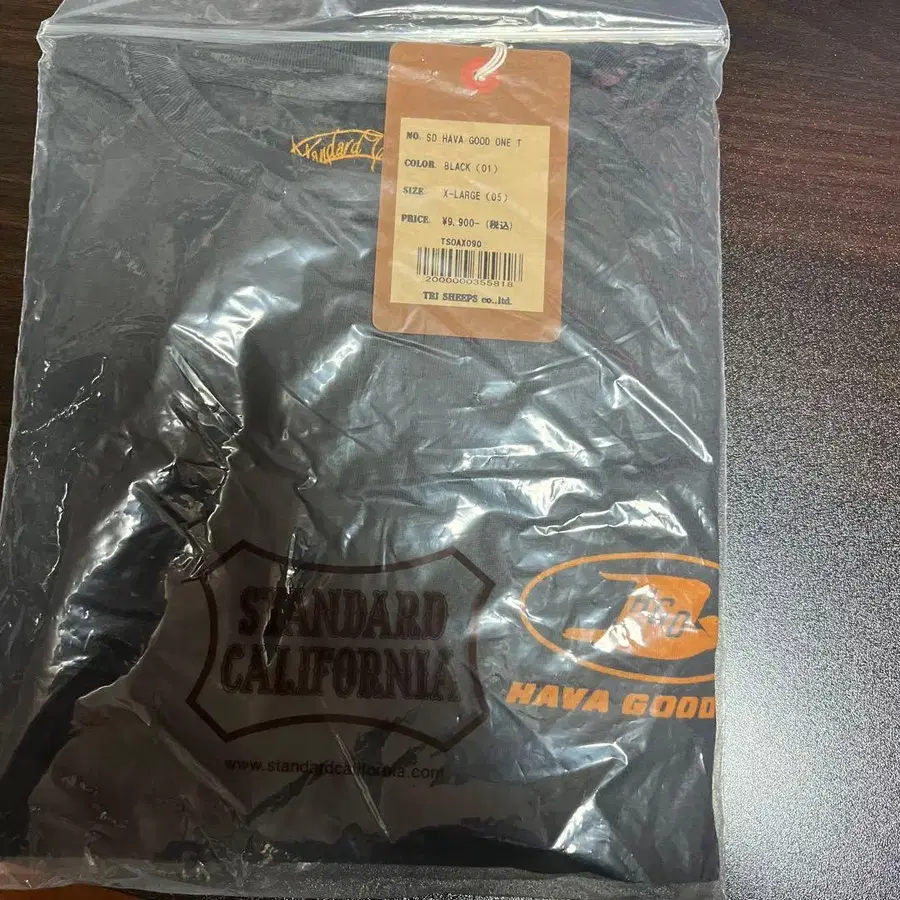 Standard
NO. SD HAVA GOOD ONE T
COLOR. BLACK (01)
SIZE X-LARGE (05)
PRICE. ¥9,900- (税込)
TSOAX090
2000000355818
TRI SHEEPS co.,ltd.
STANDARD
CALIFORNIA
www.standardcalifornia.com
HAVA GOOD